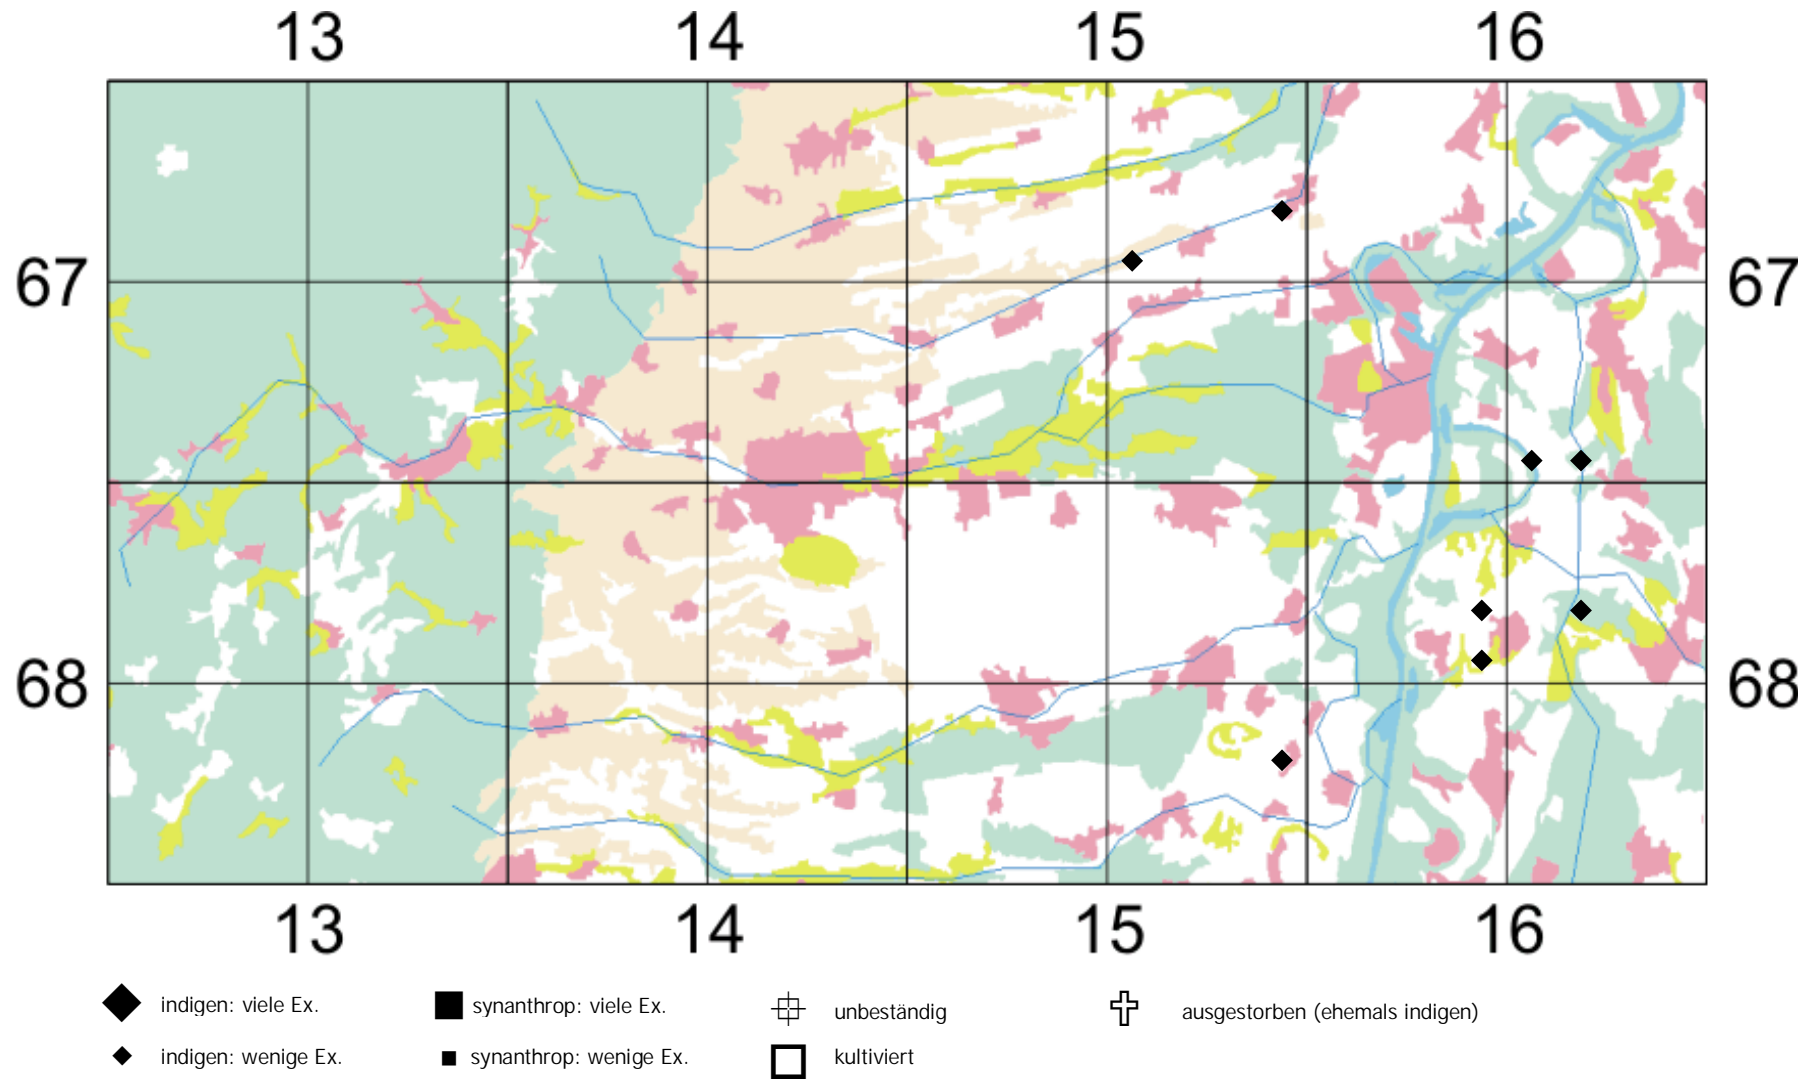 13 14 15 16
67 67
68 68
13 14 15 16
indigen: viele Ex. synanthrop: viele Ex. unbeständig ausgestorben (ehemals indigen)
indigen: wenige Ex. synanthrop: wenige Ex. kultiviert